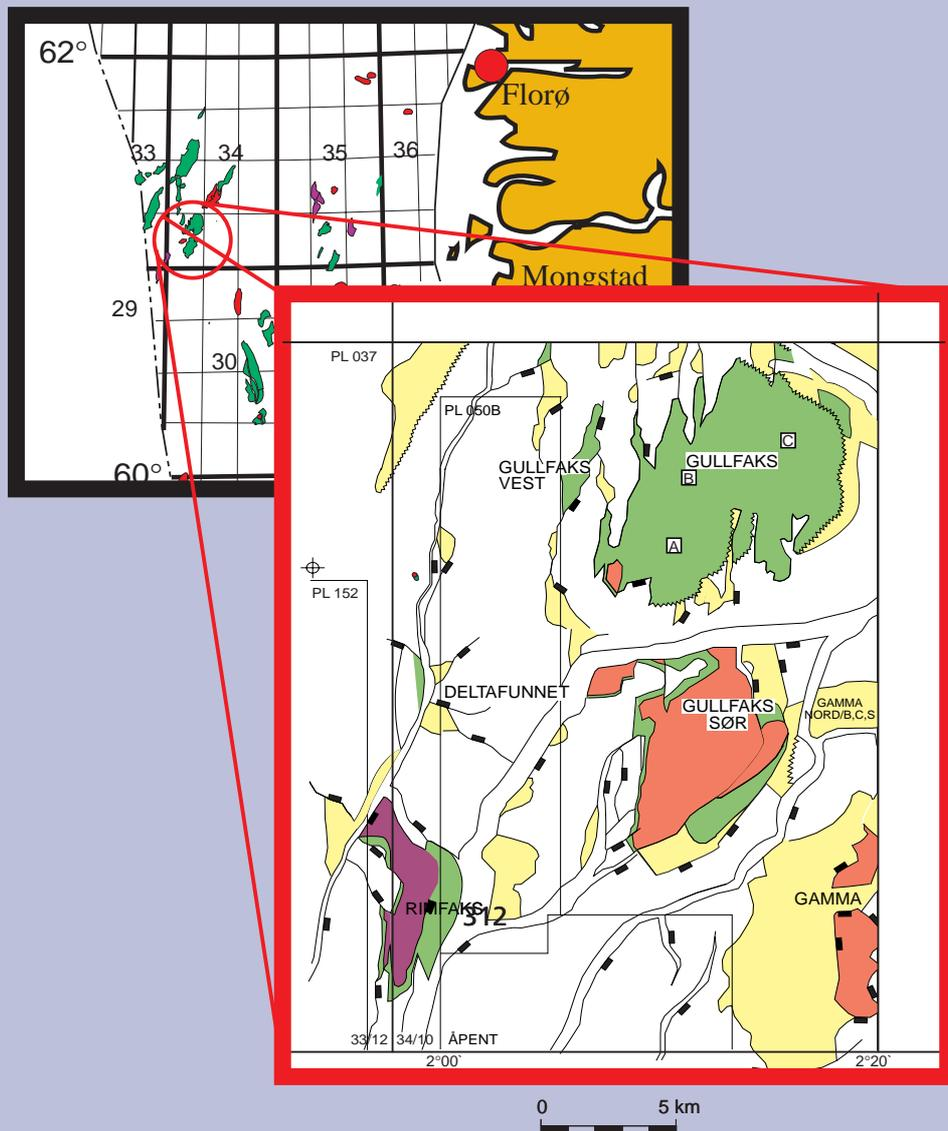 62°
Florø
33
34
35
36
Mongstad
29
30
60°
PL 037
PL 050B
C
GULLFAKS
GULLFAKS
VEST
B
A
PL 152
DELTAFUNNET
GULLFAKS
SØR
GAMMA
NORD/B,C,S
GAMMA
RIMFAKS
312
33/12
34/10
ÅPENT
2°00`
2°20`
0
5 km